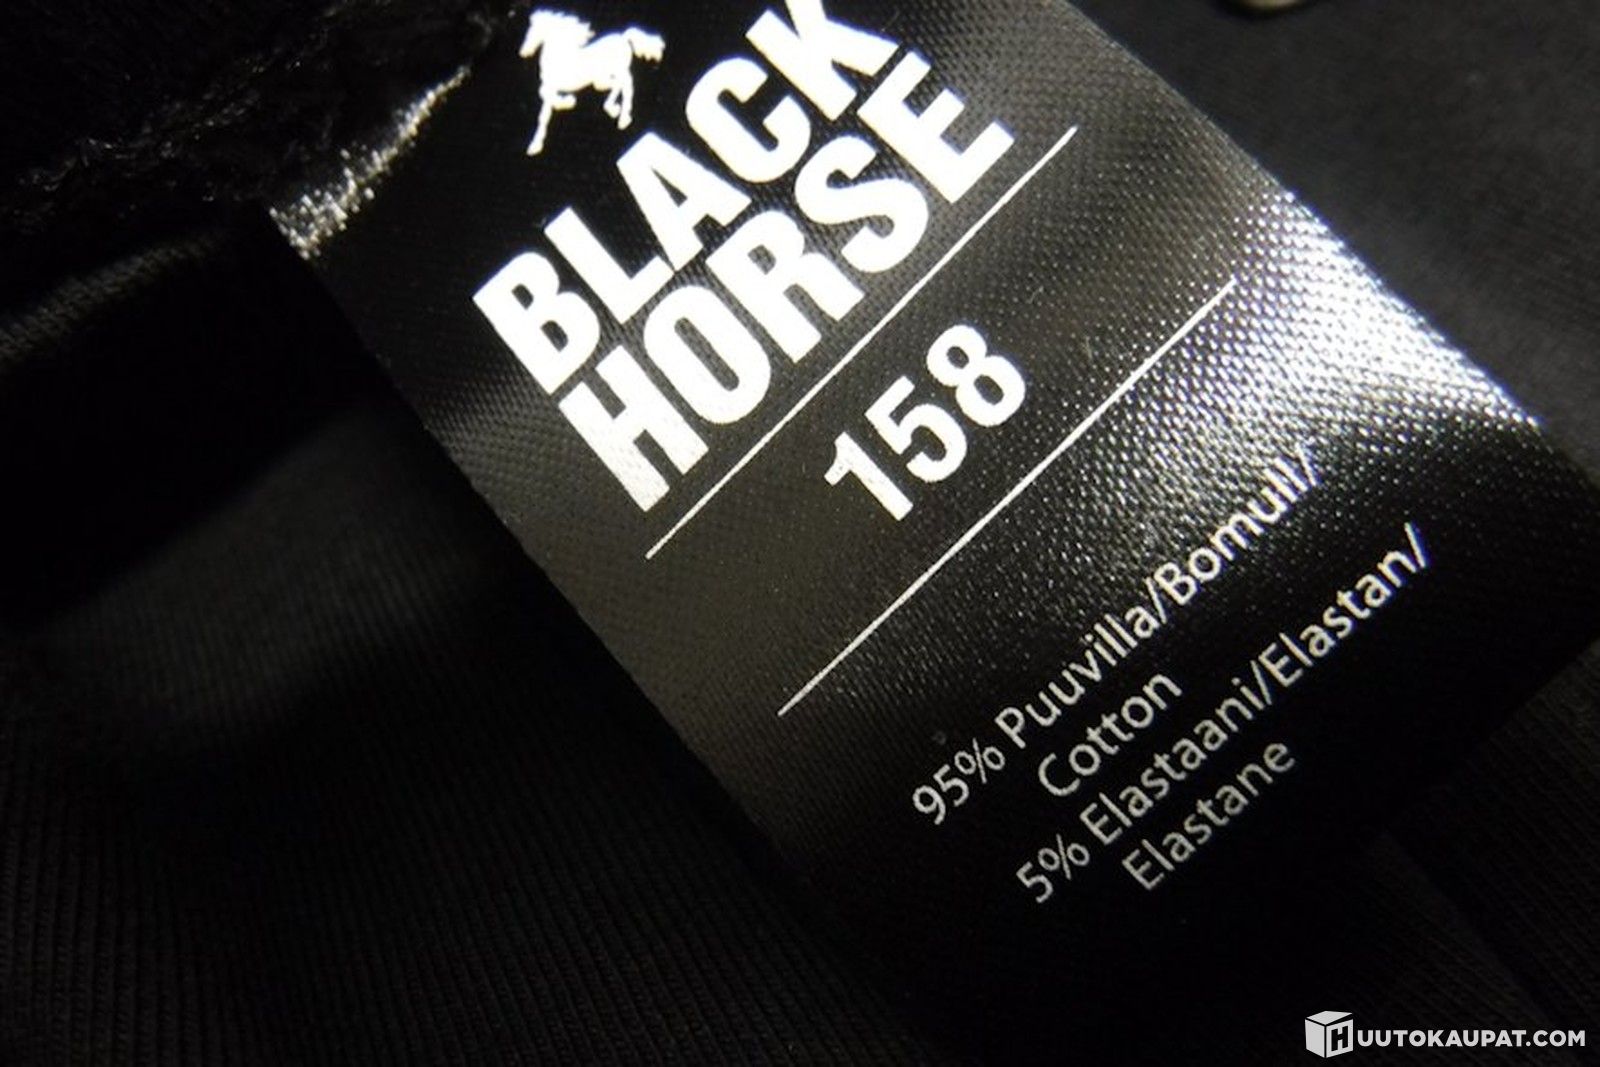 BLACK
HORSE
158
95% Puuvilla/Bomull/
Cotton
5% Elastaani/Elastan/
Elastane
HUUTOKAUPAT.COM